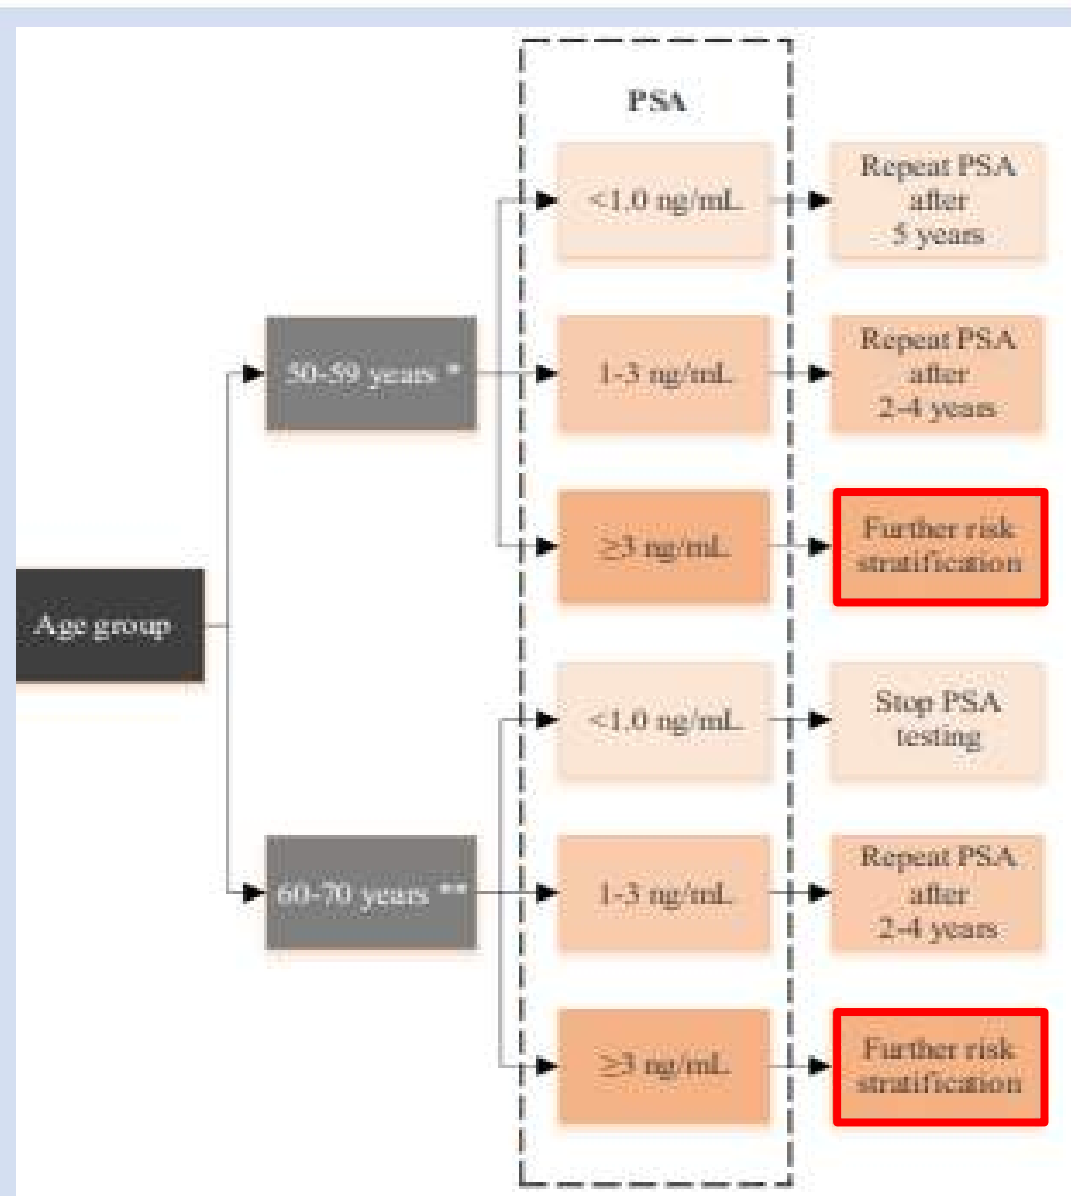 PSA
<1.0 ng/mL
Repeat PSA
after
5 years
50-59 years *
1-3 ng/mL
Repeat PSA
after
2-4 years
≥3 ng/mL
Further risk
stratification
Age group
<1.0 ng/mL
Stop PSA
testing
60-70 years **
1-3 ng/mL
Repeat PSA
after
2-4 years
≥3 ng/mL
Further risk
stratification